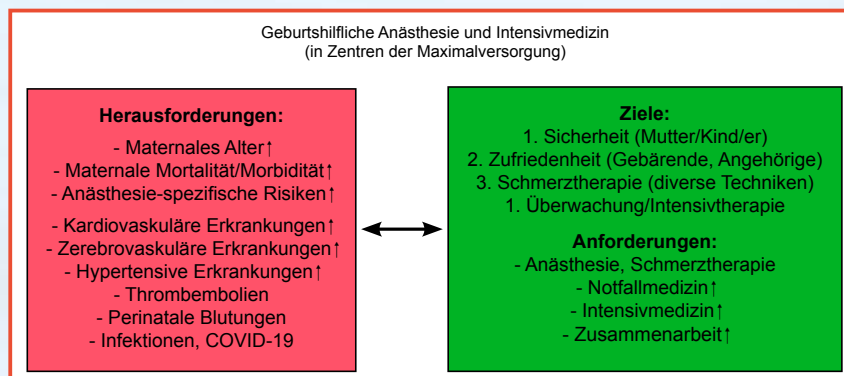 Geburtshilfliche Anästhesie und Intensivmedizin
(in Zentren der Maximalversorgung)
Herausforderungen:
- Maternales Alter↑
- Maternale Mortalität/Morbidität↑
- Anästhesie-spezifische Risiken↑
- Kardiovaskuläre Erkrankungen↑
- Zerebrovaskuläre Erkrankungen↑
- Hypertensive Erkrankungen↑
- Thrombembolien
- Perinatale Blutungen
- Infektionen, COVID-19
Ziele:
1. Sicherheit (Mutter/Kind/er)
2. Zufriedenheit (Gebärende, Angehörige)
3. Schmerztherapie (diverse Techniken)
1. Überwachung/Intensivtherapie
Anforderungen:
- Anästhesie, Schmerztherapie
- Notfallmedizin↑
- Intensivmedizin↑
- Zusammenarbeit↑